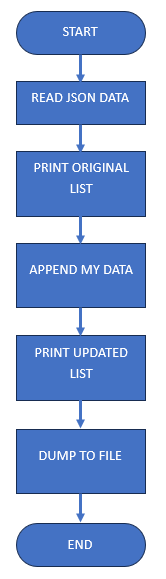 START
READ JSON DATA
PRINT ORIGINAL
LIST
APPEND MY DATA
PRINT UPDATED
LIST
DUMP TO FILE
END